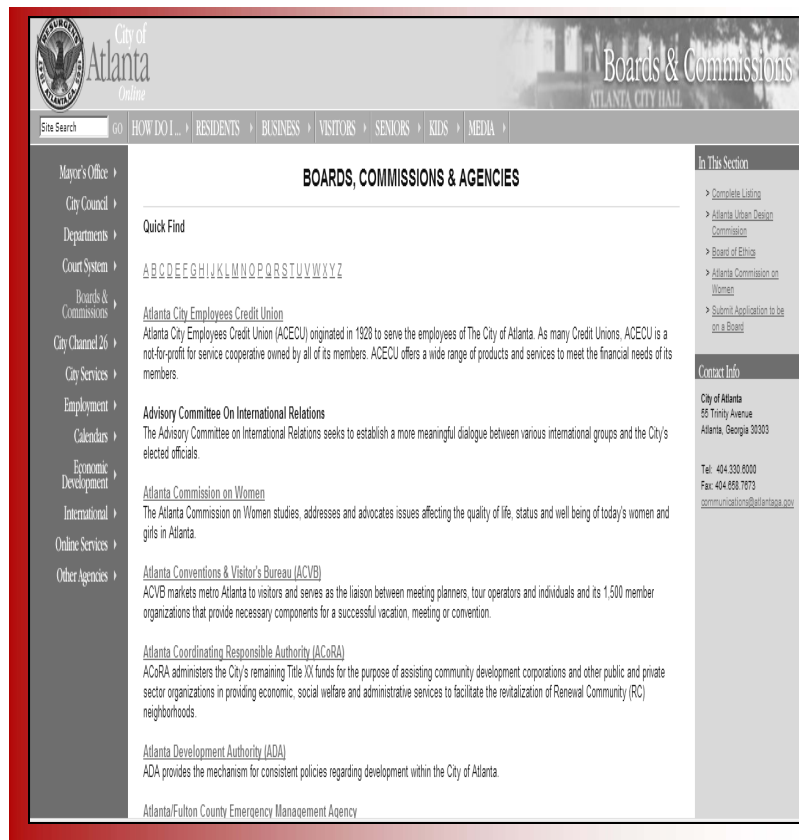 RESURGENS
ATLANTA, GA.
City of
Atlanta
Online
Boards & Commissions
ATLANTA CITY HALL
Site Search GO HOW DO I ... RESIDENTS BUSINESS VISITORS SENIORS KIDS MEDIA
Mayor's Office
City Council
Departments
Court System
Boards &
Commissions
City Channel 26
City Services
Employment
Calendars
Economic
Development
International
Online Services
Other Agencies
BOARDS, COMMISSIONS & AGENCIES
Quick Find
A B C D E F G H I J K L M N O P Q R S T U V W X Y Z
Atlanta City Employees Credit Union
Atlanta City Employees Credit Union (ACECU) originated in 1928 to serve the employees of The City of Atlanta. As many Credit Unions, ACECU is a
not-for-profit for service cooperative owned by all of its members. ACECU offers a wide range of products and services to meet the financial needs of its
members.
Advisory Committee On International Relations
The Advisory Committee on International Relations seeks to establish a more meaningful dialogue between various international groups and the City's
elected officials.
Atlanta Commission on Women
The Atlanta Commission on Women studies, addresses and advocates issues affecting the quality of life, status and well being of today's women and
girls in Atlanta.
Atlanta Conventions & Visitor's Bureau (ACVB)
ACVB markets metro Atlanta to visitors and serves as the liaison between meeting planners, tour operators and individuals and its 1,500 member
organizations that provide necessary components for a successful vacation, meeting or convention.
Atlanta Coordinating Responsible Authority (ACoRA)
ACoRA administers the City's remaining Title XX funds for the purpose of assisting community development corporations and other public and private
sector organizations in providing economic, social welfare and administrative services to facilitate the revitalization of Renewal Community (RC)
neighborhoods.
Atlanta Development Authority (ADA)
ADA provides the mechanism for consistent policies regarding development within the City of Atlanta.
Atlanta/Fulton County Emergency Management Agency
In This Section
> Complete Listing
> Atlanta Urban Design
Commission
> Board of Ethics
> Atlanta Commission on
Women
> Submit Application to be
on a Board
Contact Info
City of Atlanta
55 Trinity Avenue
Atlanta, Georgia 30303
Tel: 404.330.6000
Fax: 404.658.7673
communications@atlantaga.gov